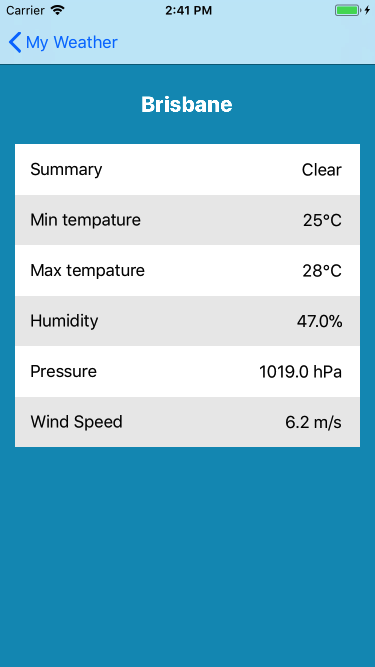 Carrier 2:41 PM
My Weather
Brisbane
Summary Clear
Min tempature 25°C
Max tempature 28°C
Humidity 47.0%
Pressure 1019.0 hPa
Wind Speed 6.2 m/s